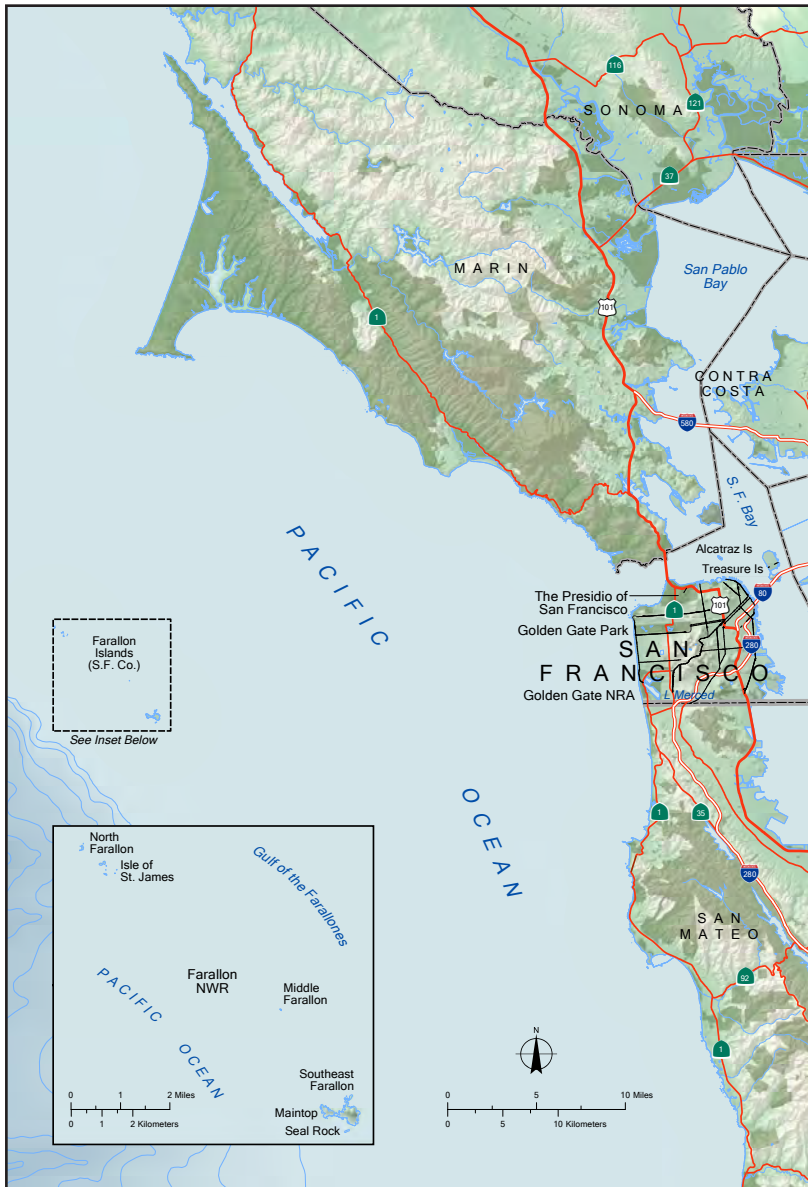 116
121
SONOMA
37
MARIN
San Pablo
Bay
101
1
CONTRA
COSTA
580
S. F. Bay
PACIFIC
OCEAN
Alcatraz Is
Treasure Is
The Presidio of
San Francisco
80
101
1
Golden Gate Park
SAN
FRANCISCO
280
Golden Gate NRA
L Merced
Farallon
Islands
(S.F. Co.)
See Inset Below
1
35
280
SAN
MATEO
92
1
North
Farallon
Isle of
St. James
Gulf of the Farallones
Farallon
NWR
Middle
Farallon
PACIFIC
OCEAN
Southeast
Farallon
Maintop
Seal Rock
0 1 2 Miles
0 1 2 Kilometers
N
0 5 10 Miles
0 5 10 Kilometers